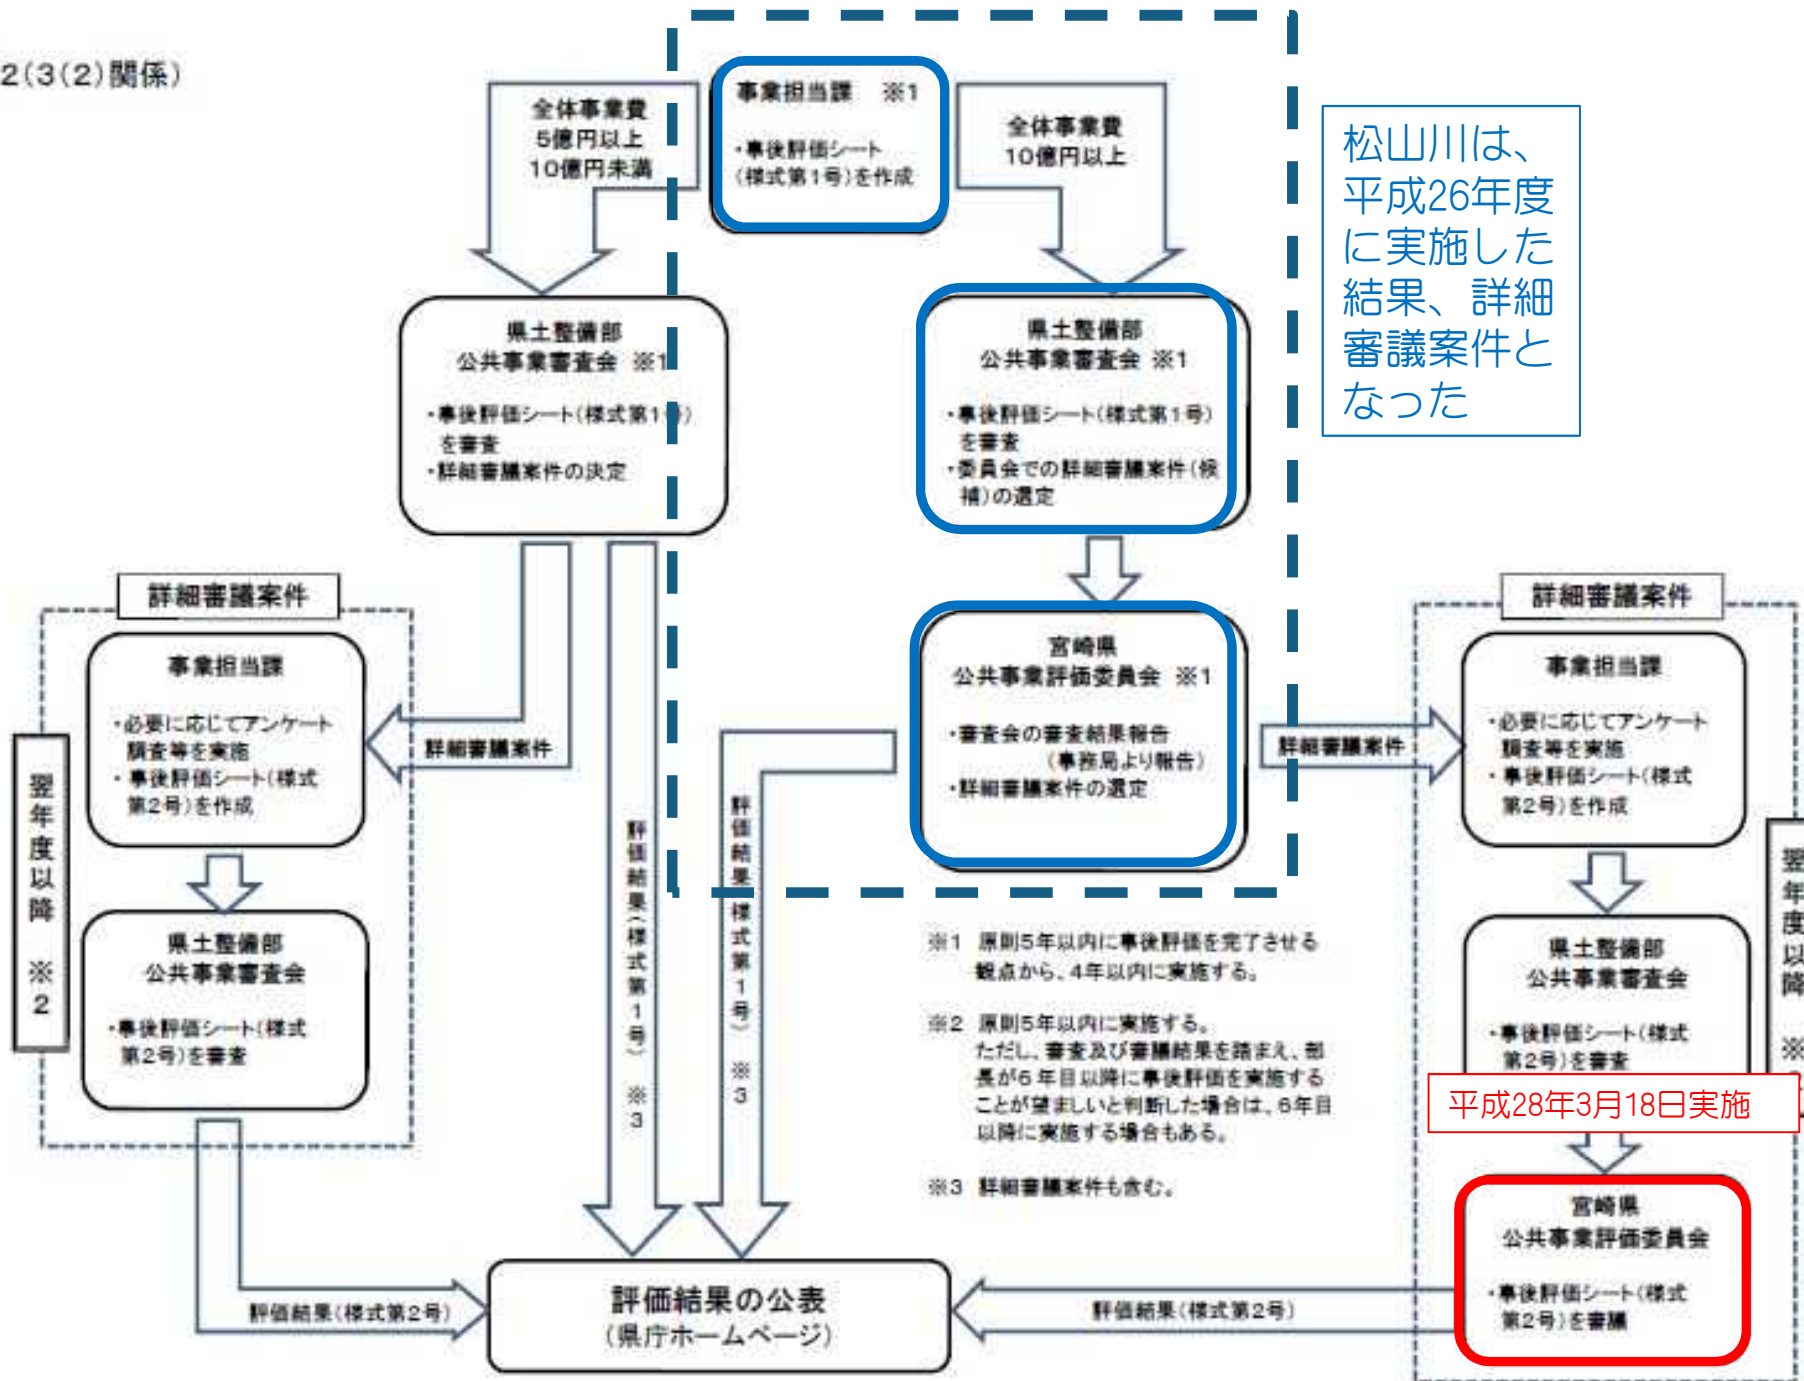 2(3(2)関係)
全体事業費
5億円以上
10億円未満
事業担当課　※1
・事後評価シート
(様式第1号)を作成
全体事業費
10億円以上
松山川は、
平成26年度
に実施した
結果、詳細
審議案件と
なった
県土整備部
公共事業審査会 ※1
・事後評価シート(様式第1号)
を審査
・詳細審議案件の決定
県土整備部
公共事業審査会 ※1
・事後評価シート(様式第1号)
を審査
・委員会での詳細審議案件(候
補)の選定
詳細審議案件
事業担当課
・必要に応じてアンケート
調査等を実施
・事後評価シート(様式
第2号)を作成
詳細審議案件
翌年度以降 ※2
県土整備部
公共事業審査会
・事後評価シート(様式
第2号)を審査
評価結果(様式第1号) ※3
評価結果(様式第1号) ※3
宮崎県
公共事業評価委員会 ※1
・審査会の審査結果報告
(事務局より報告)
・詳細審議案件の選定
詳細審議案件
詳細審議案件
事業担当課
・必要に応じてアンケート
調査等を実施
・事後評価シート(様式
第2号)を作成
翌年度以降 ※
県土整備部
公共事業審査会
・事後評価シート(様式
第2号)を審査
平成28年3月18日実施
宮崎県
公共事業評価委員会
・事後評価シート(様式
第2号)を審議
※1 原則5年以内に事後評価を完了させる
観点から、4年以内に実施する。
※2 原則5年以内に実施する。
ただし、審査及び審議結果を踏まえ、部
長が6年目以降に事後評価を実施する
ことが望ましいと判断した場合は、6年目
以降に実施する場合もある。
※3 詳細審議案件も含む。
評価結果(様式第2号)
評価結果の公表
(県庁ホームページ)
評価結果(様式第2号)